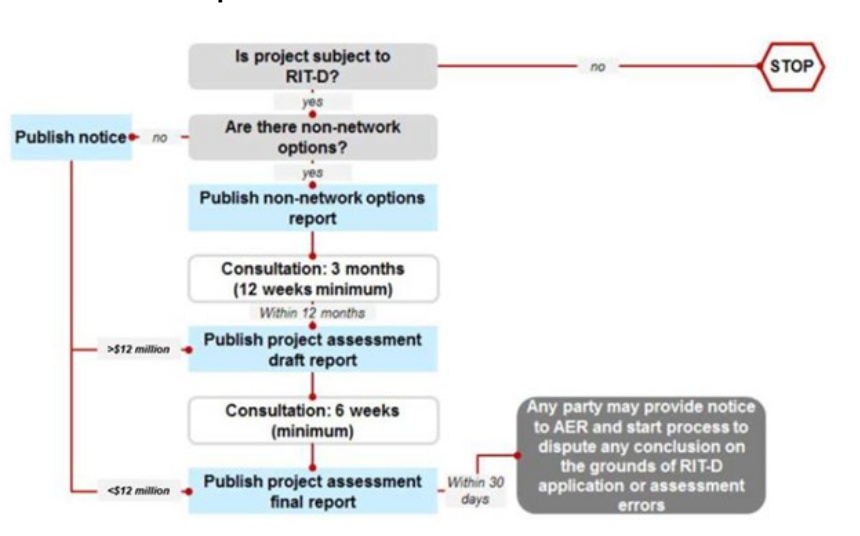 Is project subject to
RIT-D?
no
STOP
yes
Are there non-network
options?
no
Publish notice
yes
Publish non-network options
report
Consultation: 3 months
(12 weeks minimum)
Within 12 months
>$12 million
Publish project assessment
draft report
Consultation: 6 weeks
(minimum)
<$12 million
Publish project assessment
final report
Within 30
days
Any party may provide notice
to AER and start process to
dispute any conclusion on
the grounds of RIT-D
application or assessment
errors